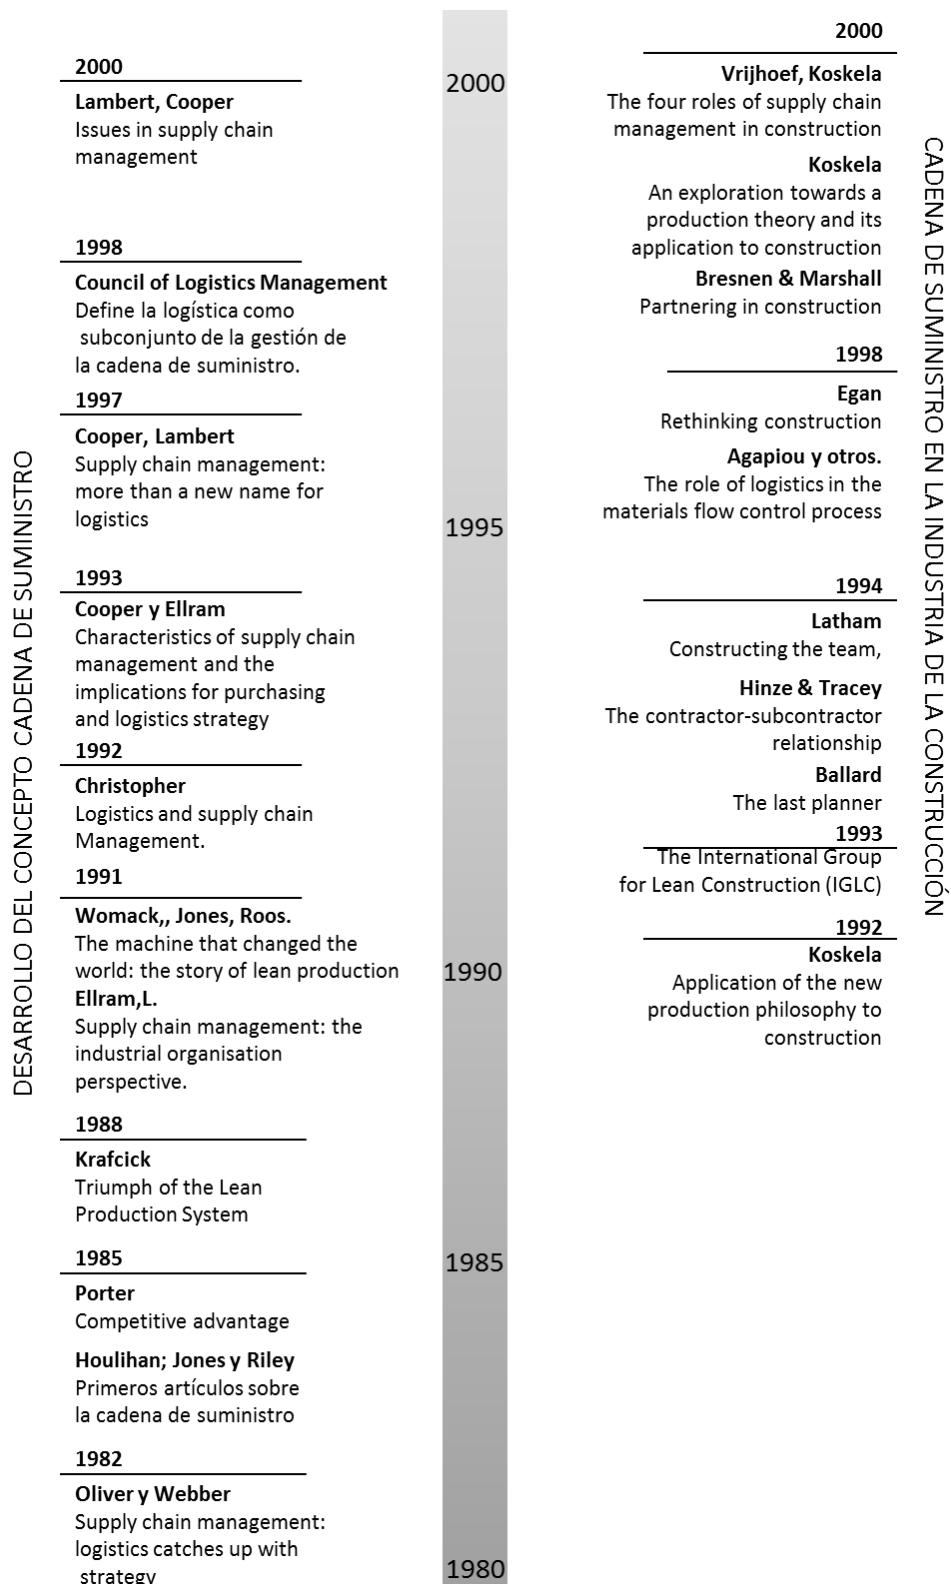 DESARROLLO DEL CONCEPTO CADENA DE SUMINISTRO
2000
Lambert, Cooper
Issues in supply chain
management
1998
Council of Logistics Management
Define la logística como
subconjunto de la gestión de
la cadena de suministro.
1997
Cooper, Lambert
Supply chain management:
more than a new name for
logistics
1993
Cooper y Ellram
Characteristics of supply chain
management and the
implications for purchasing
and logistics strategy
1992
Christopher
Logistics and supply chain
Management.
1991
Womack,, Jones, Roos.
The machine that changed the
world: the story of lean production
Ellram,L.
Supply chain management: the
industrial organisation
perspective.
1988
Krafcick
Triumph of the Lean
Production System
1985
Porter
Competitive advantage
Houlihan; Jones y Riley
Primeros artículos sobre
la cadena de suministro
1982
Oliver y Webber
Supply chain management:
logistics catches up with
strategy
2000
1995
1990
1985
1980
2000
Vrijhoef, Koskela
The four roles of supply chain
management in construction
Koskela
An exploration towards a
production theory and its
application to construction
Bresnen & Marshall
Partnering in construction
1998
Egan
Rethinking construction
Agapiou y otros.
The role of logistics in the
materials flow control process
1994
Latham
Constructing the team,
Hinze & Tracey
The contractor-subcontractor
relationship
Ballard
The last planner
1993
The International Group
for Lean Construction (IGLC)
1992
Koskela
Application of the new
production philosophy to
construction
CADENA DE SUMINISTRO EN LA INDUSTRIA DE LA CONSTRUCCIÓN